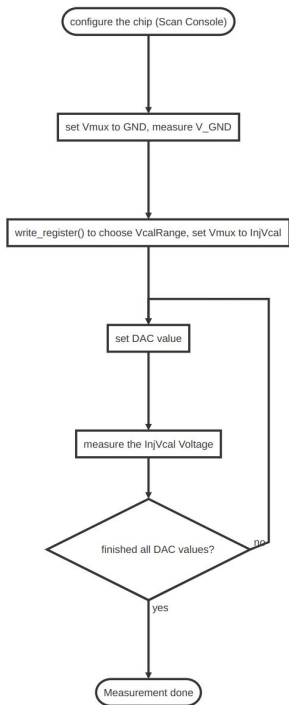 configure the chip (Scan Console)
set Vmux to GND, measure V_GND
write_register() to choose VcalRange, set Vmux to InjVcal
set DAC value
measure the InjVcal Voltage
finished all DAC values?
no
yes
Measurement done